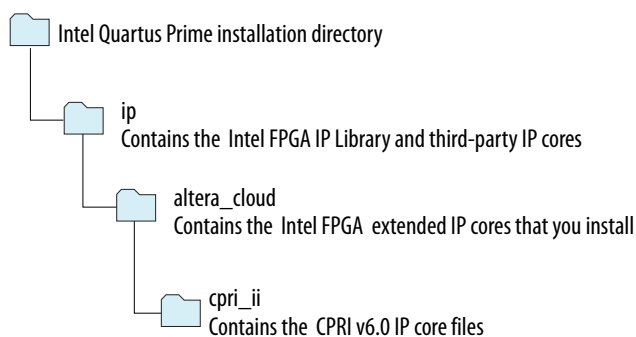 Intel Quartus Prime installation directory
ip
Contains the Intel FPGA IP Library and third-party IP cores
altera_cloud
Contains the Intel FPGA extended IP cores that you install
cpri_ii
Contains the CPRI v6.0 IP core files